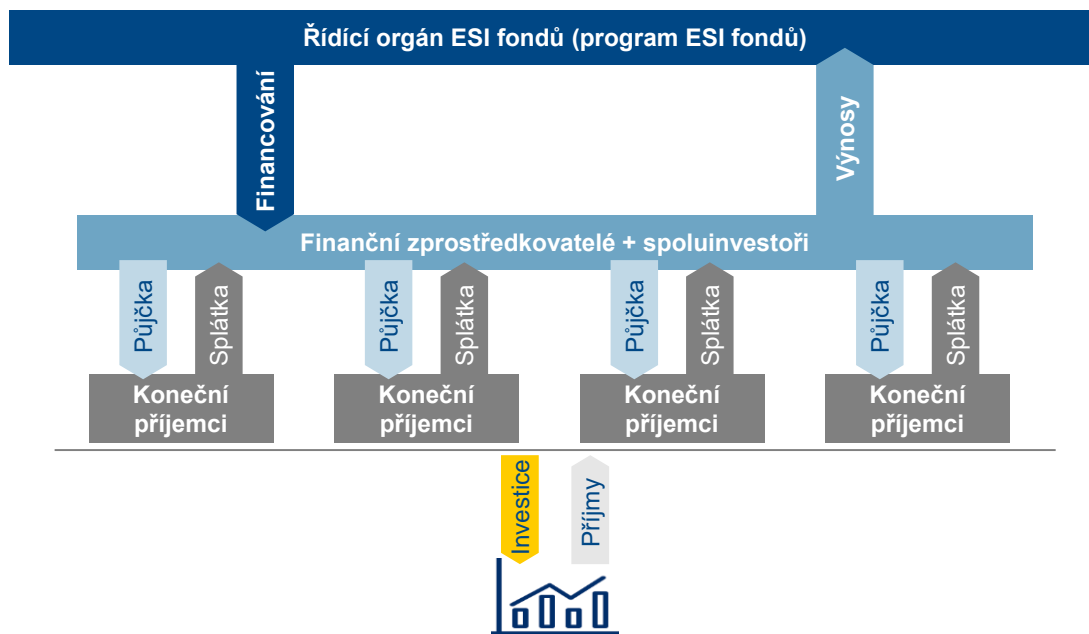 Řídící orgán ESI fondů (program ESI fondů)
Financování
Výnosy
Finanční zprostředkovatelé + spoluinvestoři
Půjčka
Splátka
Půjčka
Splátka
Půjčka
Splátka
Půjčka
Splátka
Koneční
příjemci
Koneční
příjemci
Koneční
příjemci
Koneční
příjemci
Investice
Příjmy